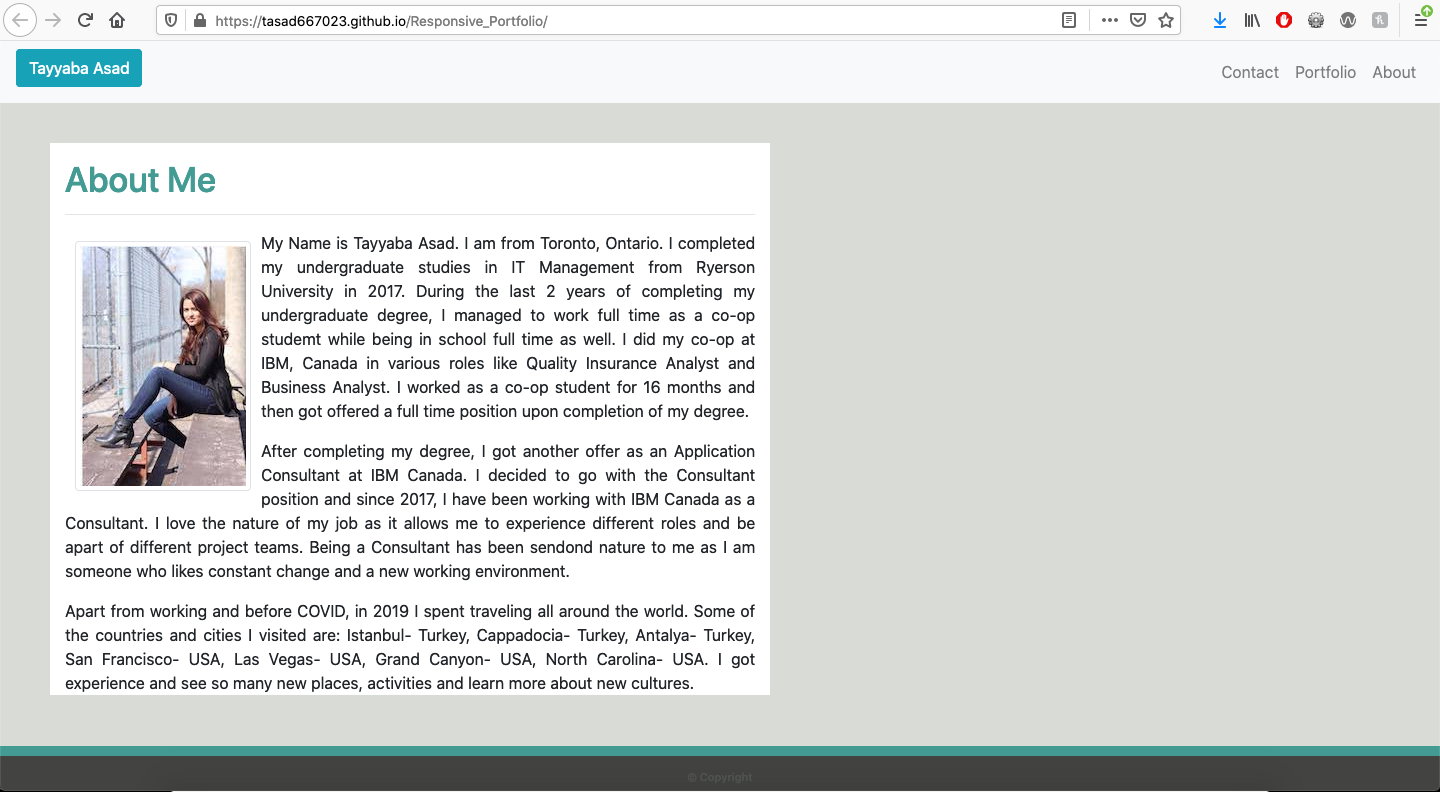 https://tasad667023.github.io/Responsive_Portfolio/
Tayyaba Asad
Contact Portfolio About
About Me
My Name is Tayyaba Asad. I am from Toronto, Ontario. I completed
my undergraduate studies in IT Management from Ryerson
University in 2017. During the last 2 years of completing my
undergraduate degree, I managed to work full time as a co-op
studemt while being in school full time as well. I did my co-op at
IBM, Canada in various roles like Quality Insurance Analyst and
Business Analyst. I worked as a co-op student for 16 months and
then got offered a full time position upon completion of my degree.
After completing my degree, I got another offer as an Application
Consultant at IBM Canada. I decided to go with the Consultant
position and since 2017, I have been working with IBM Canada as a
Consultant. I love the nature of my job as it allows me to experience different roles and be
apart of different project teams. Being a Consultant has been sendond nature to me as I am
someone who likes constant change and a new working environment.
Apart from working and before COVID, in 2019 I spent traveling all around the world. Some of
the countries and cities I visited are: Istanbul- Turkey, Cappadocia- Turkey, Antalya- Turkey,
San Francisco- USA, Las Vegas- USA, Grand Canyon- USA, North Carolina- USA. I got
experience and see so many new places, activities and learn more about new cultures.
© Copyright